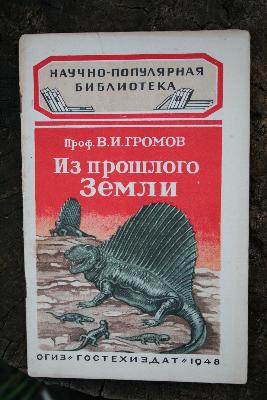 НАУЧНО-ПОПУЛЯРНАЯ
БИБЛИОТЕКА
Проф. В.И.ГРОМОВ
Из прошлого
Земли
ОГИЗ "ГОСТЕХИЗДАТ" 1948